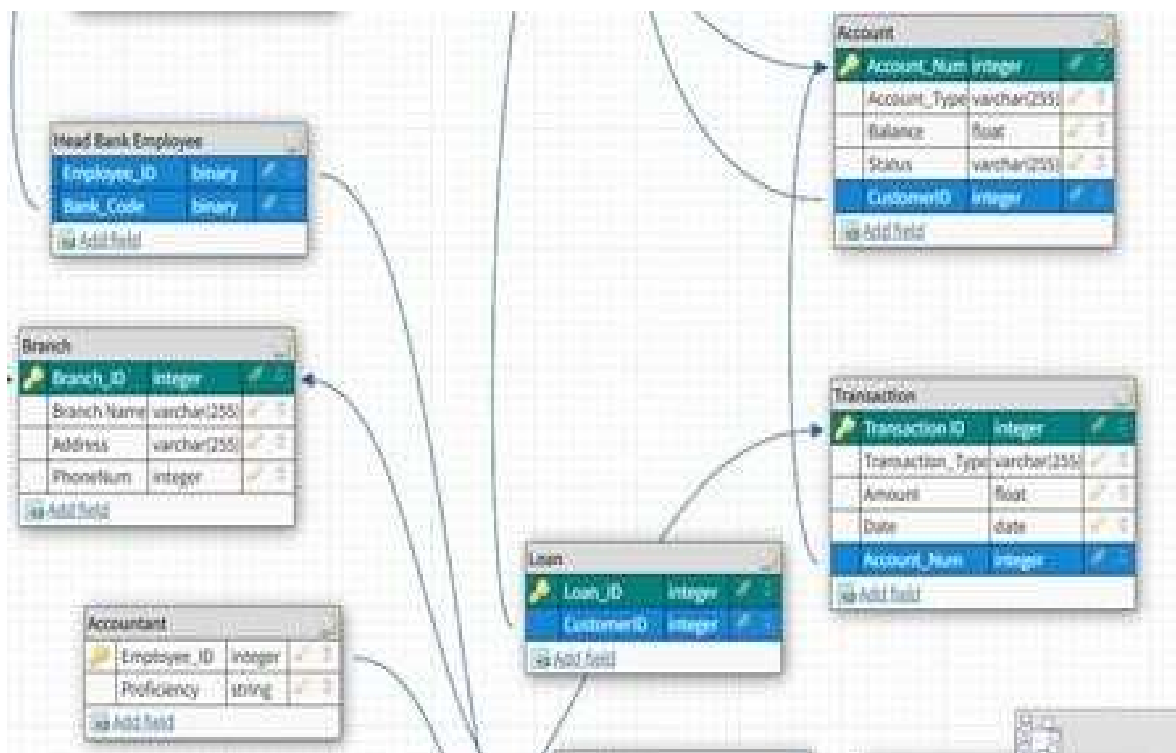 Account
Account_Num integer
Account_Type varchar(255)
Balance float
Status varchar(255)
CustomerID integer
Add field
Head Bank Employee
Employee_ID binary
Bank_Code binary
Add field
Branch
Branch_ID integer
Branch Name varchar(255)
Address varchar(255)
PhoneNum integer
Add field
Transaction
Transaction ID integer
Transaction_Type varchar(255)
Amount float
Date date
Account_Num integer
Add field
Loan
Loan_ID integer
CustomerID integer
Add field
Accountant
Employee_ID integer
Proficiency string
Add field